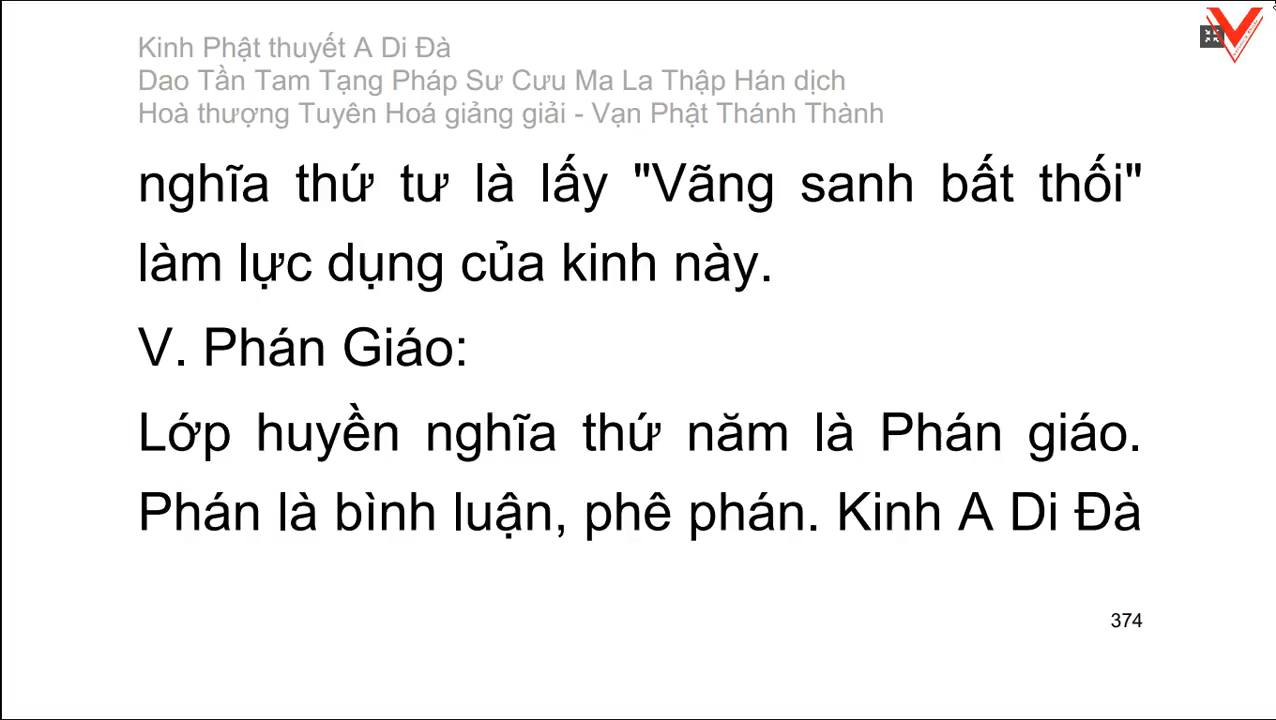 Kinh Phật thuyết A Di Đà
Dao Tần Tam Tạng Pháp Sư Cưu Ma La Thập Hán dịch
Hoà thượng Tuyên Hoá giảng giải - Vạn Phật Thánh Thành
nghĩa thứ tư là lấy "Vãng sanh bất thối"
làm lực dụng của kinh này.
V. Phán Giáo:
Lớp huyền nghĩa thứ năm là Phán giáo.
Phán là bình luận, phê phán. Kinh A Di Đà
374